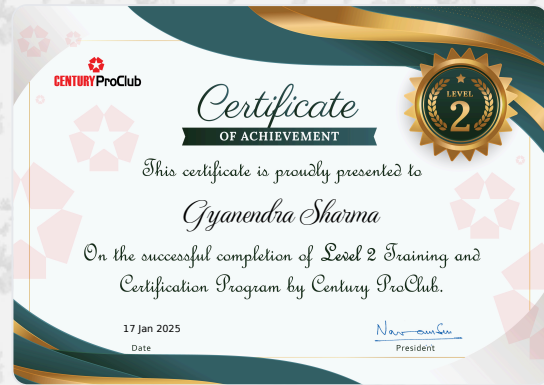 CENTURY ProClub
LEVEL
2
Certificate
OF ACHIEVEMENT
This certificate is proudly presented to
Gyanendra Sharma
On the successful completion of Level 2 Training and
Certification Program by Century ProClub.
17 Jan 2025
Date
President